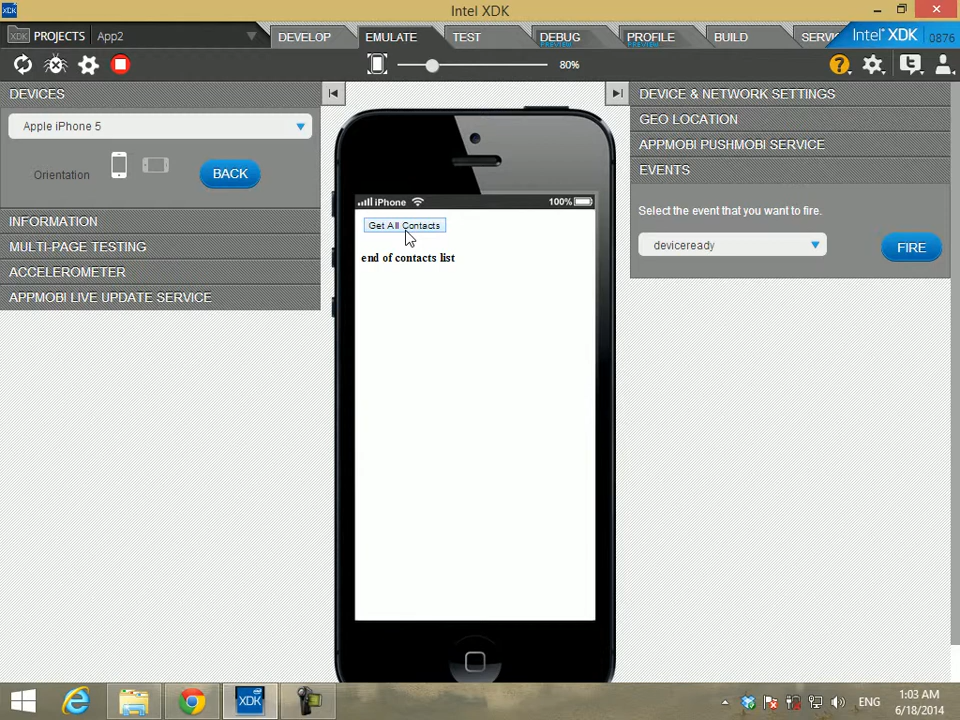 Intel XDK
PROJECTS App2
DEVELOP
EMULATE
TEST
DEBUG
PREVIEW
PROFILE
PREVIEW
BUILD
SERVI
Intel® XDK
0876
80%
DEVICES
Apple iPhone 5
Orientation
BACK
INFORMATION
MULTI-PAGE TESTING
ACCELEROMETER
APPMOBI LIVE UPDATE SERVICE
iPhone 100%
Get All Contacts
end of contacts list
DEVICE & NETWORK SETTINGS
GEO LOCATION
APPMOBI PUSHMOBI SERVICE
EVENTS
Select the event that you want to fire.
deviceready
FIRE
XDK
ENG
1:03 AM
6/18/2014